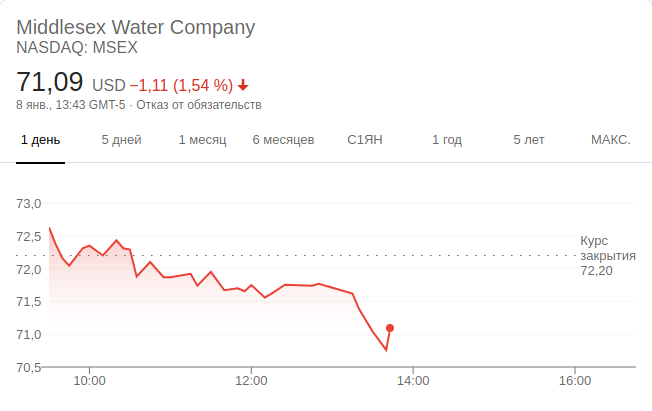 Middlesex Water Company
NASDAQ: MSEX
71,09 USD −1,11 (1,54 %)
8 янв., 13:43 GMT-5 · Отказ от обязательств
1 день 5 дней 1 месяц 6 месяцев С1ЯН 1 год 5 лет МАКС.
73,0
72,5
Курс
закрытия
72,20
72,0
71,5
71,0
70,5
10:00 12:00 14:00 16:00